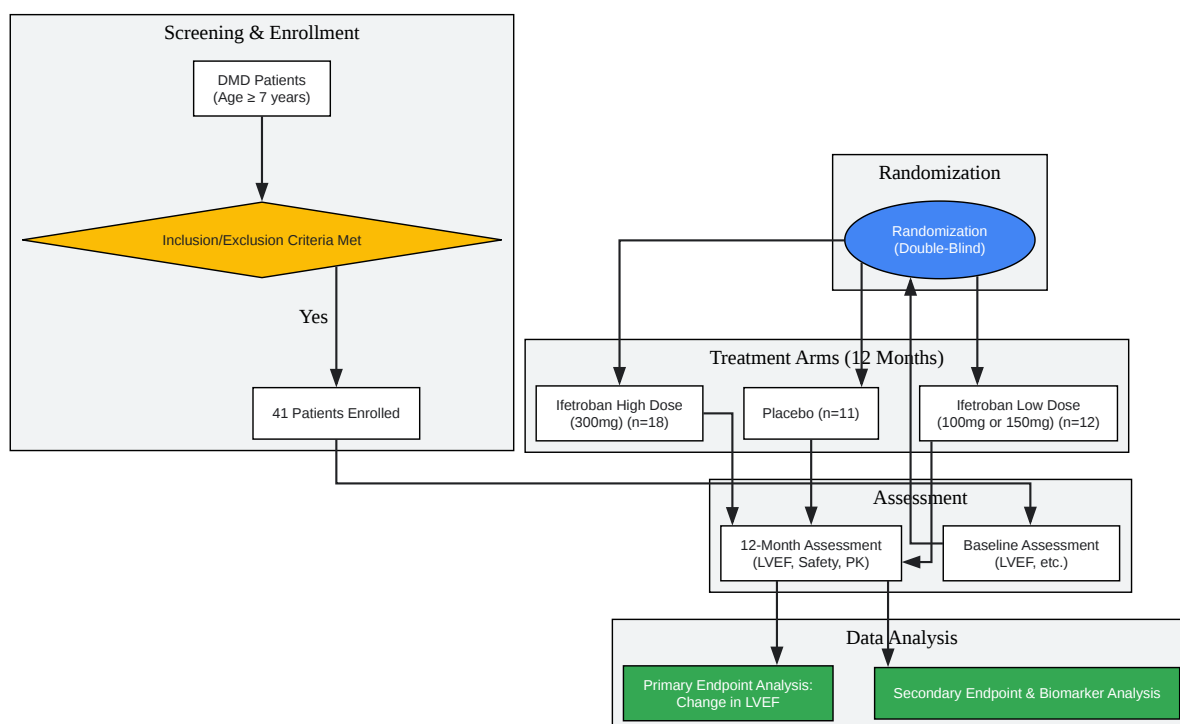 Screening & Enrollment
DMD Patients
(Age ≥ 7 years)
Inclusion/Exclusion Criteria Met
Yes
41 Patients Enrolled
Randomization
Randomization
(Double-Blind)
Treatment Arms (12 Months)
Ifetroban High Dose
(300mg) (n=18)
Placebo (n=11)
Ifetroban Low Dose
(100mg or 150mg) (n=12)
Assessment
12-Month Assessment
(LVEF, Safety, PK)
Baseline Assessment
(LVEF, etc.)
Data Analysis
Primary Endpoint Analysis:
Change in LVEF
Secondary Endpoint & Biomarker Analysis